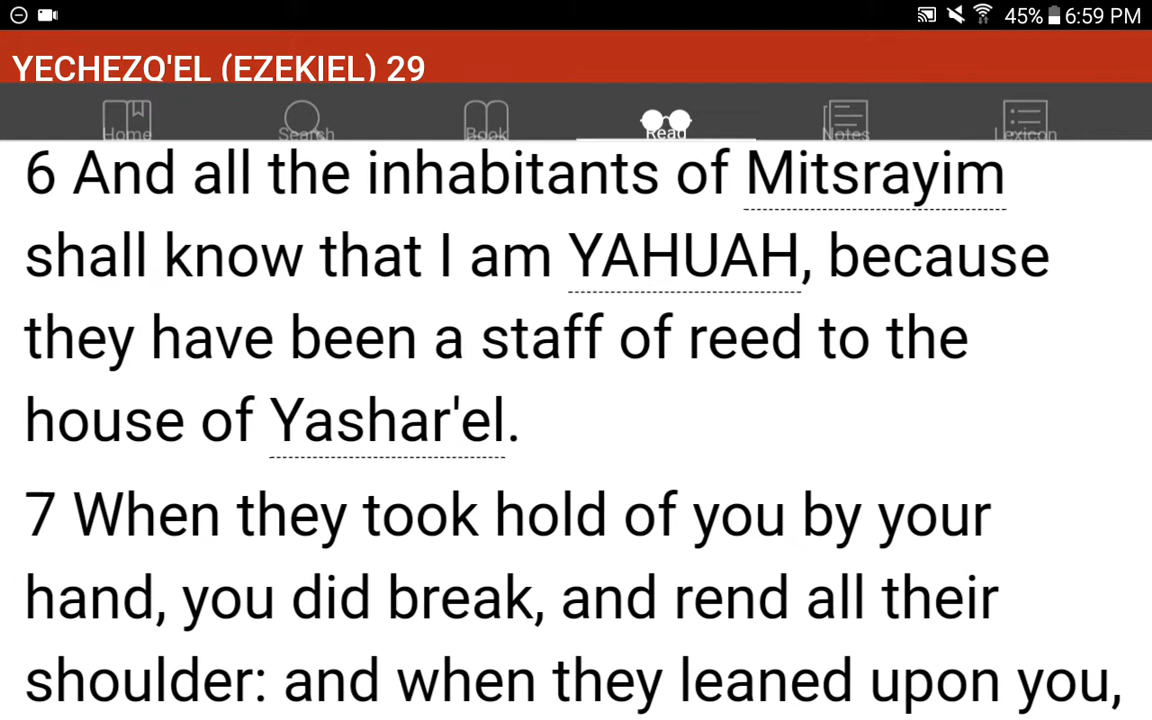 45% 6:59 PM
YECHEZQ'EL (EZEKIEL) 29
Home Search Book Read Notes Lexicon
6 And all the inhabitants of Mitsrayim
shall know that I am YAHUAH, because
they have been a staff of reed to the
house of Yashar'el.
7 When they took hold of you by your
hand, you did break, and rend all their
shoulder: and when they leaned upon you,